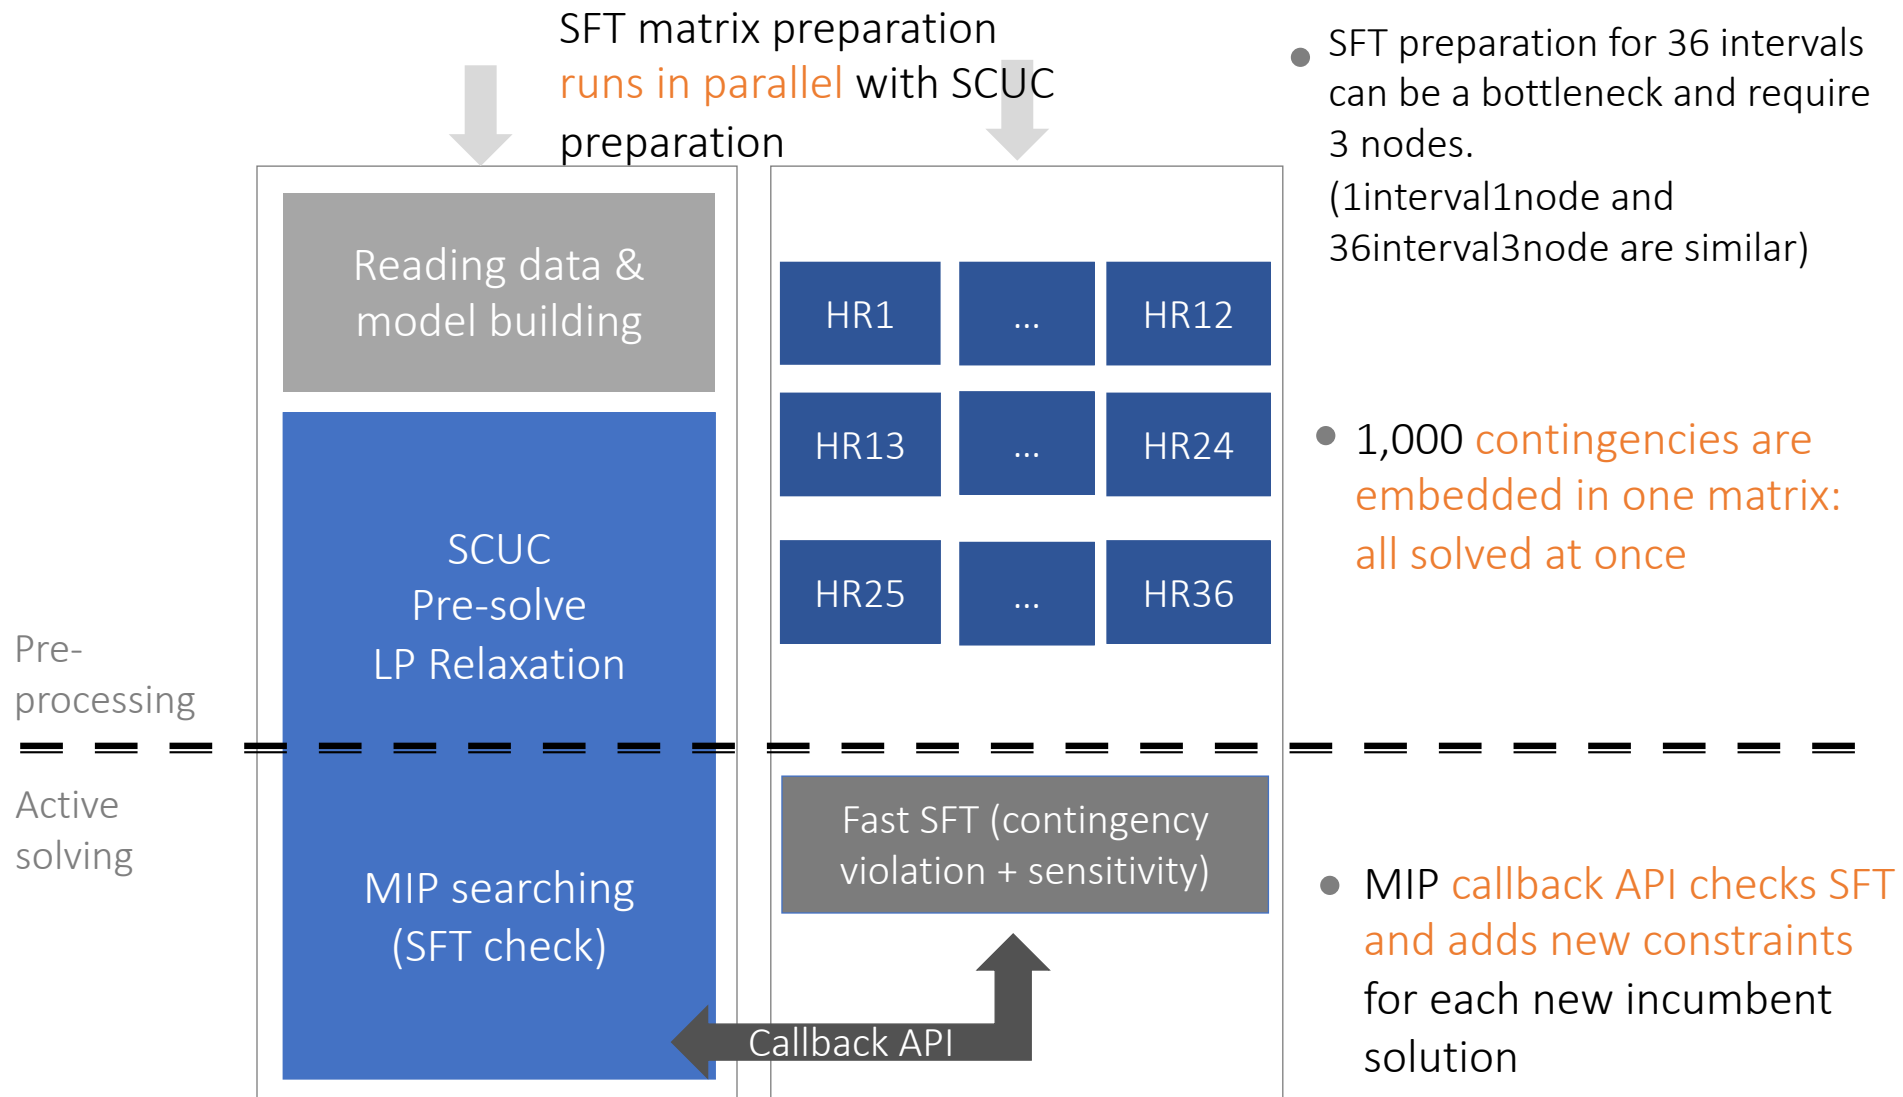 SFT matrix preparation
runs in parallel with SCUC
preparation
SFT preparation for 36 intervals
can be a bottleneck and require
3 nodes.
(1interval1node and
36interval3node are similar)
Reading data &
model building
HR1
...
HR12
HR13
...
HR24
HR25
...
HR36
1,000 contingencies are
embedded in one matrix:
all solved at once
SCUC
Pre-solve
LP Relaxation
Pre-
processing
Active
solving
MIP searching
(SFT check)
Fast SFT (contingency
violation + sensitivity)
Callback API
MIP callback API checks SFT
and adds new constraints
for each new incumbent
solution